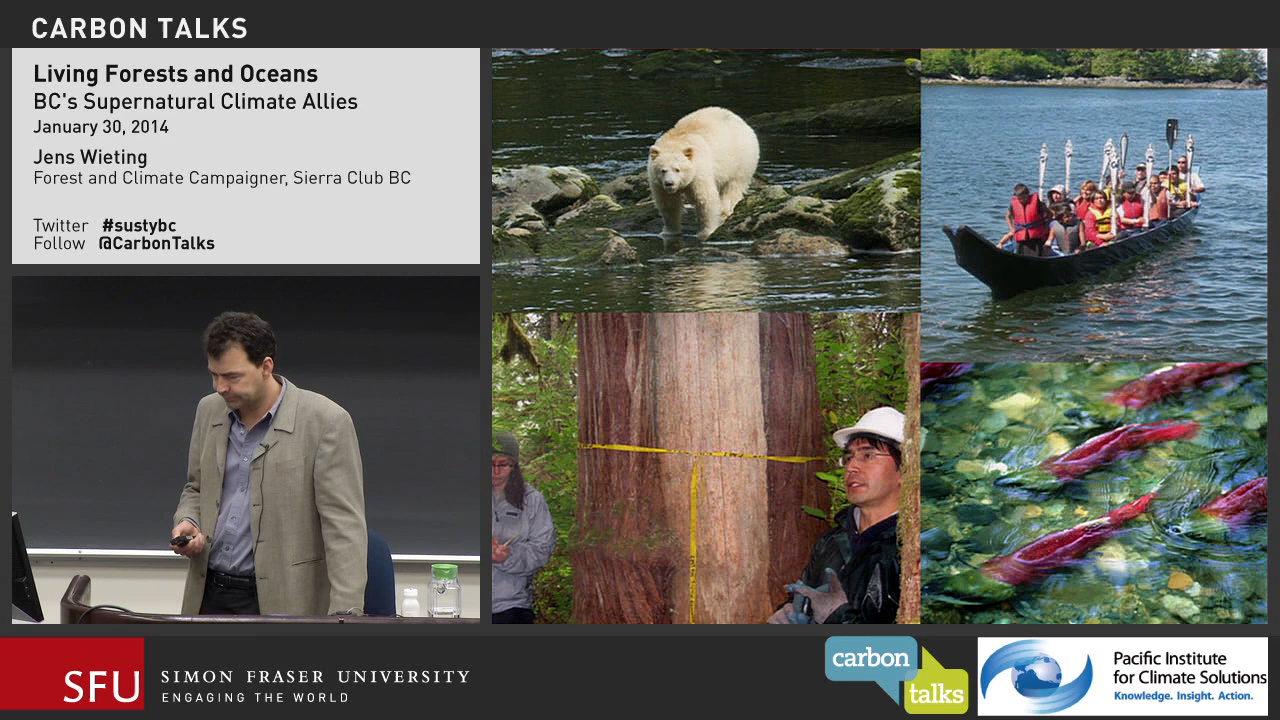 CARBON TALKS
Living Forests and Oceans
BC's Supernatural Climate Allies
January 30, 2014
Jens Wieting
Forest and Climate Campaigner, Sierra Club BC
Twitter #sustybc
Follow @CarbonTalks
SFU
SIMON FRASER UNIVERSITY
ENGAGING THE WORLD
carbon
talks
Pacific Institute
for Climate Solutions
Knowledge. Insight. Action.